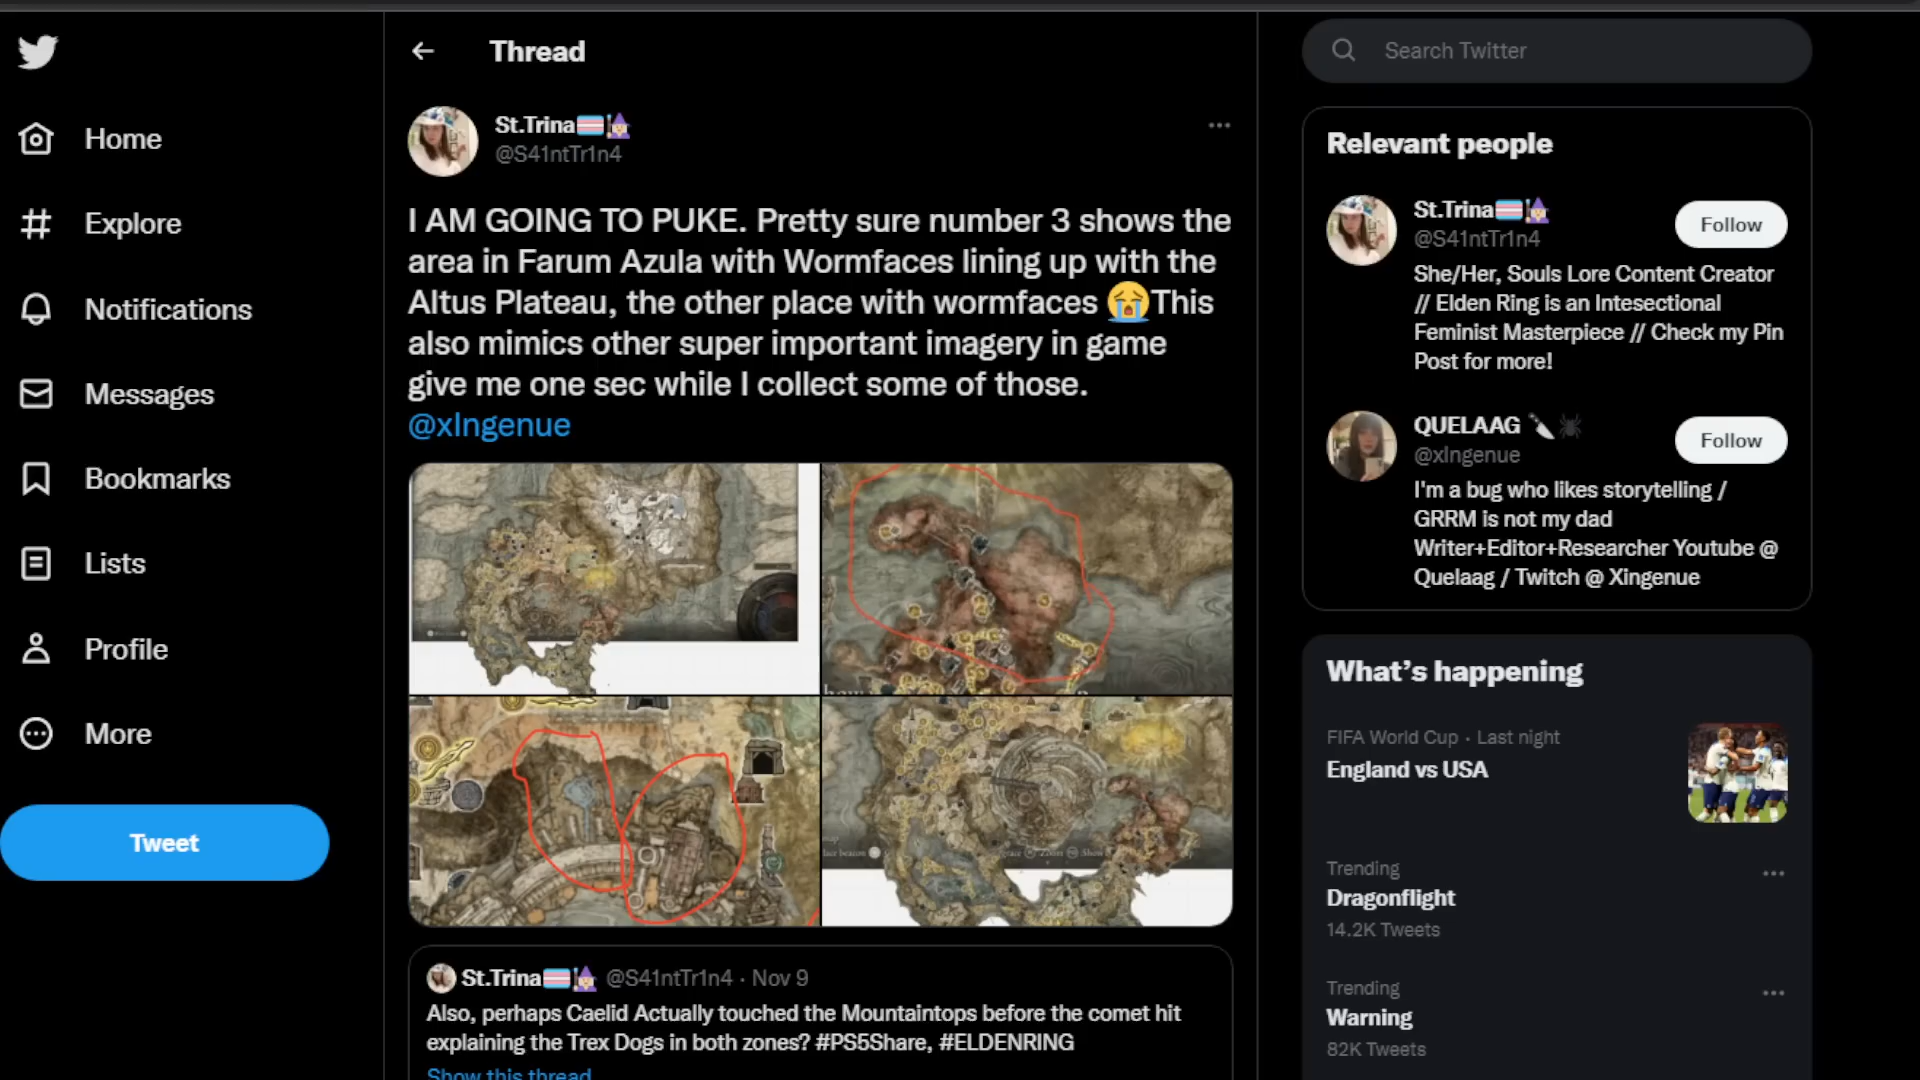 Thread
Search Twitter
Home
Explore
Notifications
Messages
Bookmarks
Lists
Profile
More
Tweet
St.Trina
@S41ntTr1n4
I AM GOING TO PUKE. Pretty sure number 3 shows the
area in Farum Azula with Wormfaces lining up with the
Altus Plateau, the other place with wormfaces 😭This
also mimics other super important imagery in game
give me one sec while I collect some of those.
@xIngenue
St.Trina @S41ntTr1n4 · Nov 9
Also, perhaps Caelid Actually touched the Mountaintops before the comet hit
explaining the Trex Dogs in both zones? #PS5Share, #ELDENRING
Show this thread
Relevant people
St.Trina
@S41ntTr1n4
Follow
She/Her, Souls Lore Content Creator
// Elden Ring is an Intesectional
Feminist Masterpiece // Check my Pin
Post for more!
QUELAAG
@xIngenue
Follow
I'm a bug who likes storytelling /
GRRM is not my dad
Writer+Editor+Researcher Youtube @
Quelaag / Twitch @ Xingenue
What's happening
FIFA World Cup · Last night
England vs USA
Trending
Dragonflight
14.2K Tweets
Trending
Warning
82K Tweets